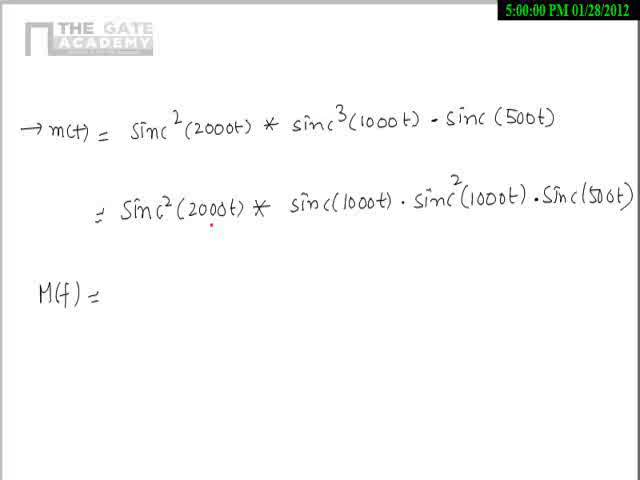 5:00:00 PM 01/28/2012
THE GATE
ACADEMY
→ m(t) = sinc²(2000t) * sinc³(1000t) - sinc(500t)
= sinc²(2000t) * sinc(1000t) . sinc²(1000t) . sinc(500t)
M(f) =